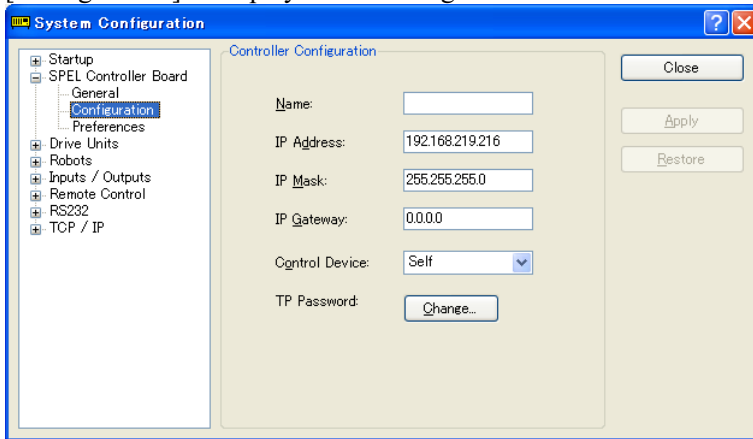 System Configuration
Startup
SPEL Controller Board
General
Configuration
Preferences
Drive Units
Robots
Inputs / Outputs
Remote Control
RS232
TCP / IP
Controller Configuration
Name:
IP Address: 192.168.219.216
IP Mask: 255.255.255.0
IP Gateway: 0.0.0.0
Control Device: Self
TP Password: Change...
Close
Apply
Restore